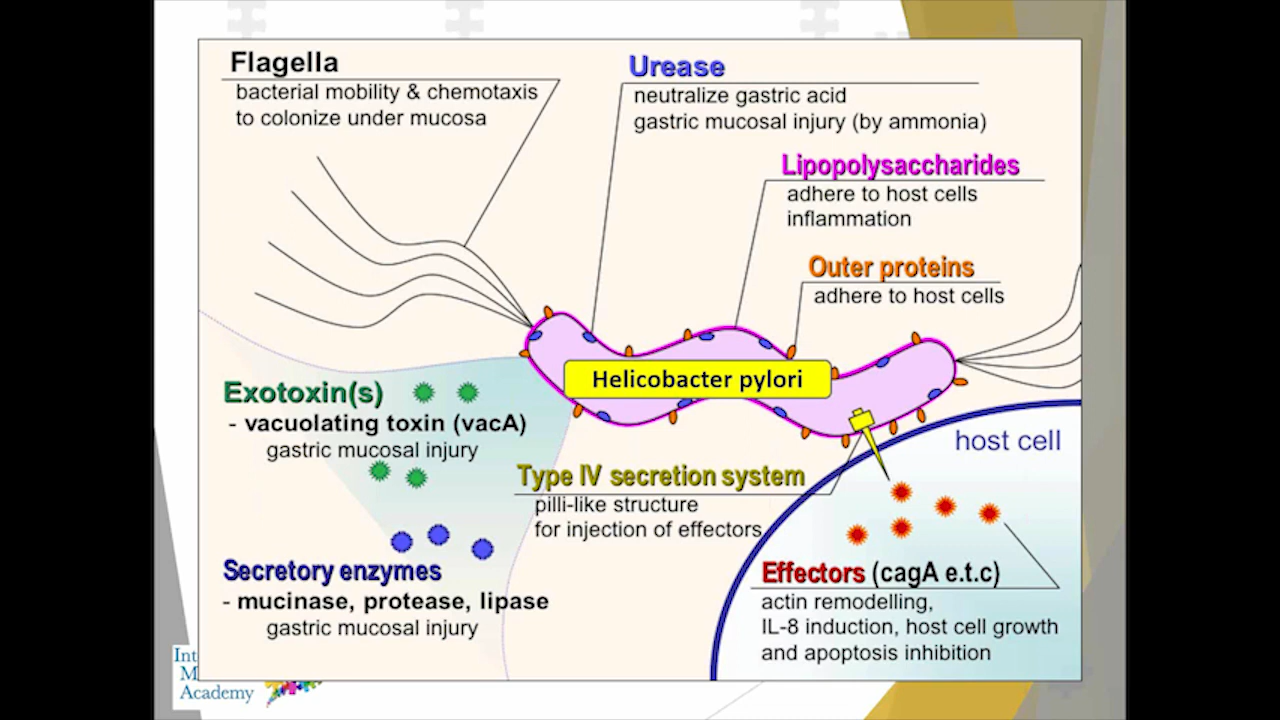 Flagella
bacterial mobility & chemotaxis
to colonize under mucosa
Urease
neutralize gastric acid
gastric mucosal injury (by ammonia)
Lipopolysaccharides
adhere to host cells
inflammation
Outer proteins
adhere to host cells
Helicobacter pylori
Exotoxin(s)
- vacuolating toxin (vacA)
gastric mucosal injury
host cell
Type IV secretion system
pilli-like structure
for injection of effectors
Secretory enzymes
- mucinase, protease, lipase
gastric mucosal injury
Effectors (cagA e.t.c)
actin remodelling,
IL-8 induction, host cell growth
and apoptosis inhibition
Academy